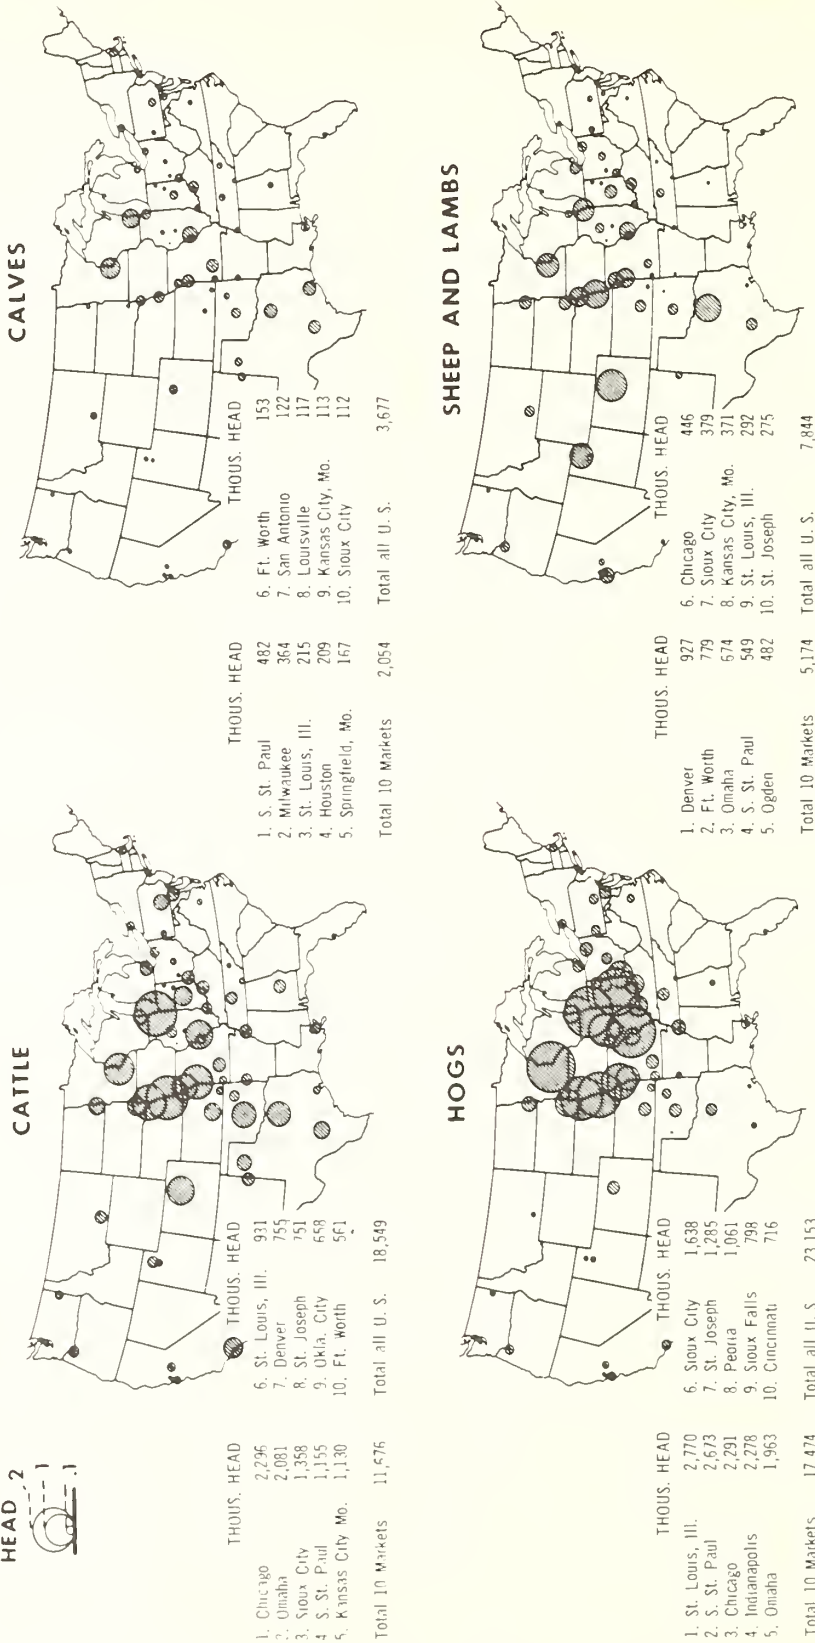 HEAD
2
1
.1
CATTLE
THOUS. HEAD
1. Chicago 2,296
2. Omaha 2,081
3. Sioux City 1,358
4 S. St. Paul 1,155
5. Kansas City Mo. 1,130
Total 10 Markets 11,676
THOUS. HEAD
6. St. Louis, Ill. 931
7. Denver 755
8. St. Joseph 751
9. Okla. City 658
10. Ft. Worth 561
Total all U. S. 18,549
CALVES
THOUS. HEAD
1. S. St. Paul 482
2. Milwaukee 364
3. St. Louis, Ill. 215
4. Houston 209
5. Springfield, Mo. 167
Total 10 Markets 2,054
THOUS. HEAD
6. Ft. Worth 153
7. San Antonio 122
8. Louisville 117
9. Kansas City, Mo. 113
10. Sioux City 112
Total all U. S. 3,677
HOGS
THOUS. HEAD
1. St. Louis, Ill. 2,770
2. S. St. Paul 2,673
3. Chicago 2,291
4. Indianapolis 2,278
5. Omaha 1,963
Total 10 Markets 17,474
THOUS. HEAD
6. Sioux City 1,638
7. St. Joseph 1,285
8. Peoria 1,061
9. Sioux Falls 798
10. Cincinnati 716
Total all U. S 23,153
SHEEP AND LAMBS
THOUS. HEAD
1. Denver 927
2. Ft. Worth 779
3. Omaha 674
4. S. St. Paul 549
5. Ogden 482
Total 10 Markets 5,174
THOUS. HEAD
6. Chicago 446
7. Sioux City 379
8. Kansas City, Mo. 371
9. St. Louis, Ill. 292
10. St. Joseph 275
Total all U. S. 7,844